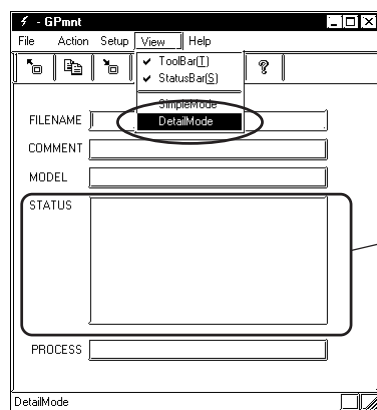 - GPmnt
File Action Setup View Help
ToolBar(T)
StatusBar(S)
SimpleMode
DetailMode
FILENAME
COMMENT
MODEL
STATUS
PROCESS
DetailMode